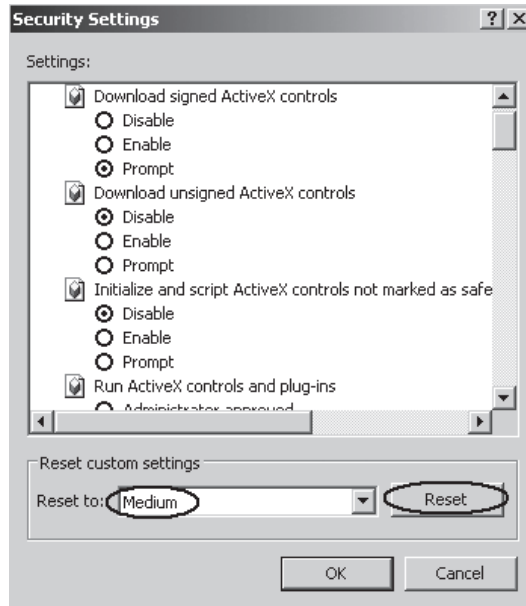 Security Settings
Settings:
Download signed ActiveX controls
Disable
Enable
Prompt
Download unsigned ActiveX controls
Disable
Enable
Prompt
Initialize and script ActiveX controls not marked as safe
Disable
Enable
Prompt
Run ActiveX controls and plug-ins
Administrator approved
Reset custom settings
Reset to: Medium Reset
OK Cancel